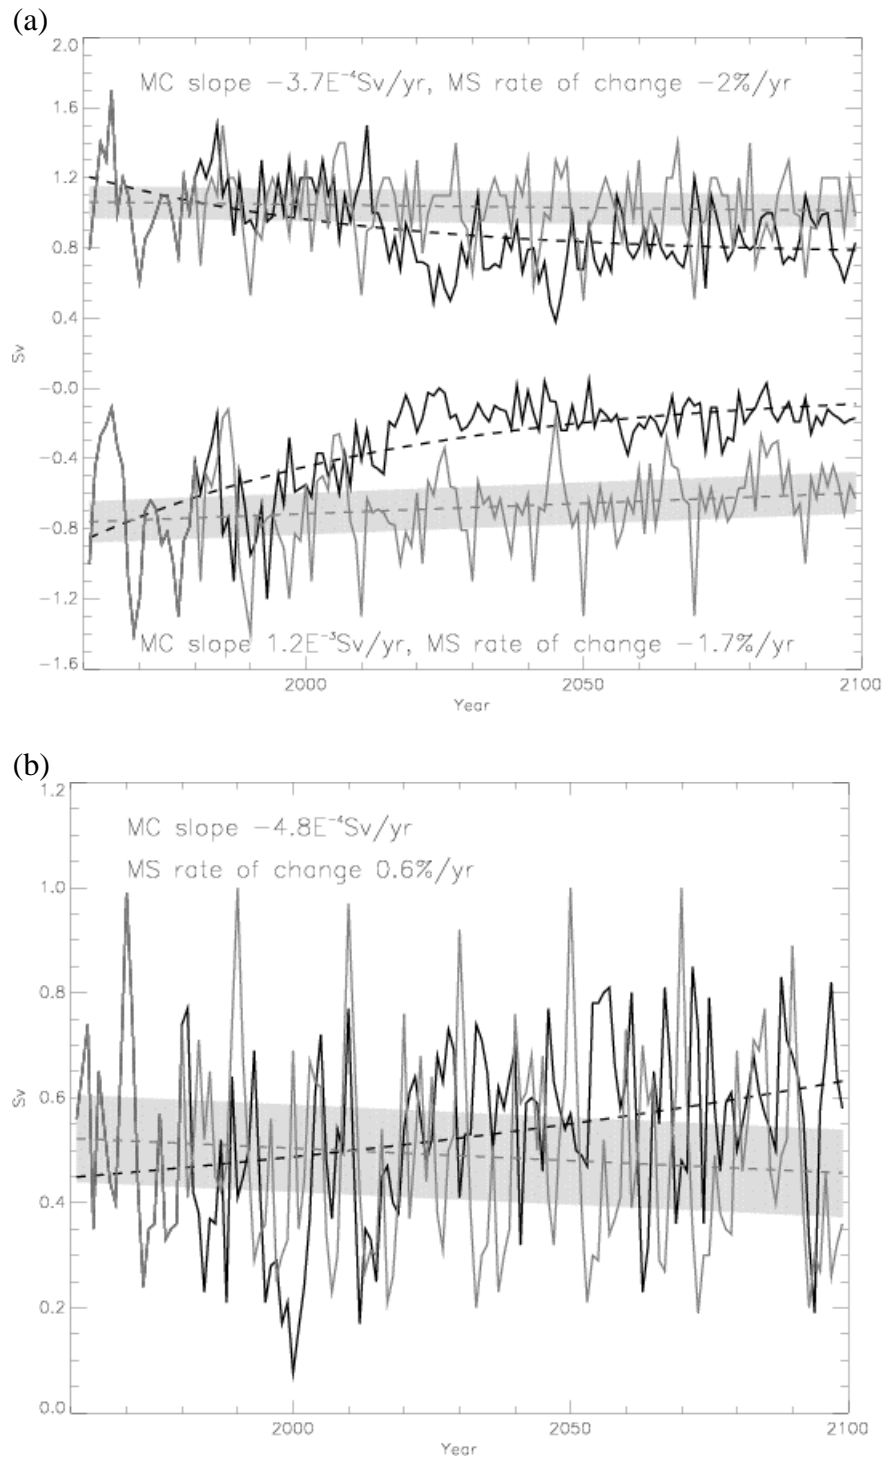 (a)
2.0
MC slope −3.7E⁻⁴Sv/yr, MS rate of change −2%/yr
1.6
1.2
0.8
0.4
Sv
−0.0
−0.4
−0.8
−1.2
MC slope 1.2E⁻³Sv/yr, MS rate of change −1.7%/yr
−1.6
2000
2050
2100
Year
(b)
1.2
MC slope −4.8E⁻⁴Sv/yr
MS rate of change 0.6%/yr
1.0
0.8
Sv
0.6
0.4
0.2
0.0
2000
2050
2100
Year